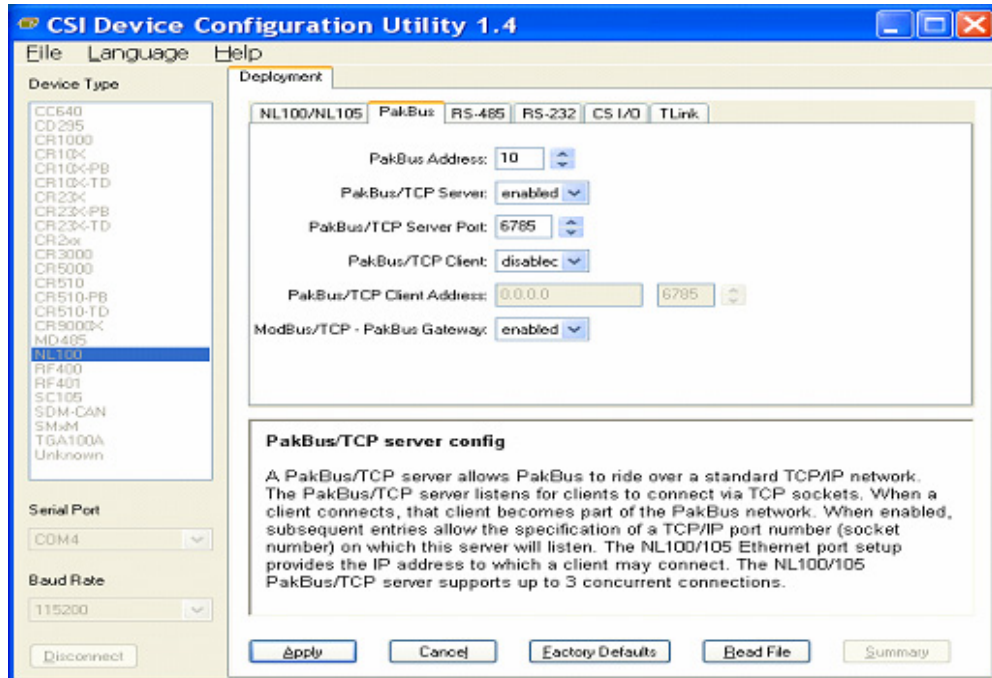 CSI Device Configuration Utility 1.4
File Language Help
Device Type
CC640
CD295
CR1000
CR10X
CR10X-PB
CR10X-TD
CR23X
CR23X-PB
CR23X-TD
CR2xx
CR3000
CR5000
CR510
CR510-PB
CR510-TD
CR9000X
MD485
NL100
RF400
RF401
SC105
SDM-CAN
SMxM
TGA100A
Unknown
Serial Port
COM4
Baud Rate
115200
Disconnect
Deployment
NL100/NL105 PakBus RS-485 RS-232 CS I/O TLink
PakBus Address: 10
PakBus/TCP Server: enabled
PakBus/TCP Server Port: 6785
PakBus/TCP Client: disablec
PakBus/TCP Client Address: 0.0.0.0 6785
ModBus/TCP - PakBus Gateway: enabled
PakBus/TCP server config
A PakBus/TCP server allows PakBus to ride over a standard TCP/IP network.
The PakBus/TCP server listens for clients to connect via TCP sockets. When a
client connects, that client becomes part of the PakBus network. When enabled,
subsequent entries allow the specification of a TCP/IP port number (socket
number) on which this server will listen. The NL100/105 Ethernet port setup
provides the IP address to which a client may connect. The NL100/105
PakBus/TCP server supports up to 3 concurrent connections.
Apply Cancel Factory Defaults Read File Summary